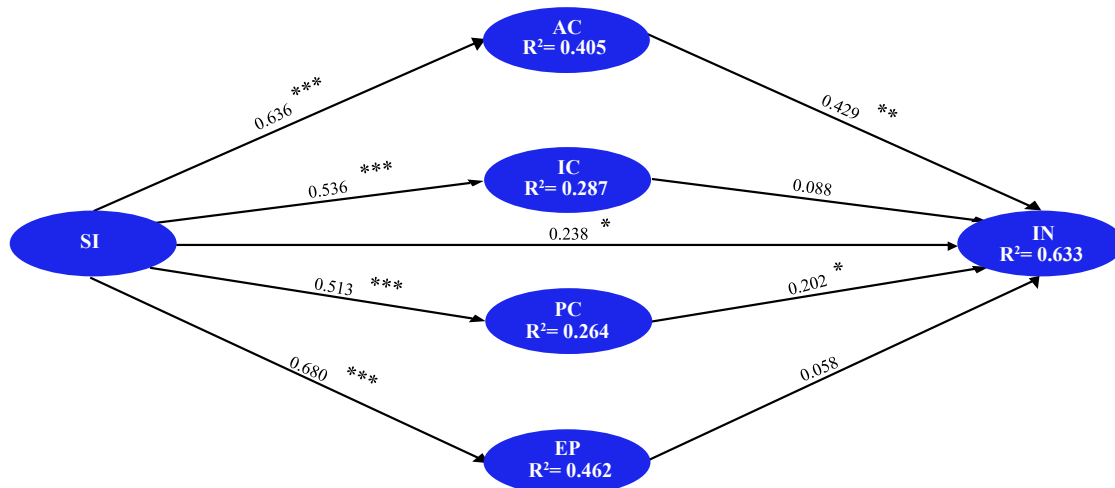 AC
R²= 0.405
0.636 ***
0.429 **
IC
R²= 0.287
0.536 ***
0.088
SI
0.238 *
IN
R²= 0.633
0.513 ***
PC
R²= 0.264
0.202 *
0.680 ***
0.058
EP
R²= 0.462